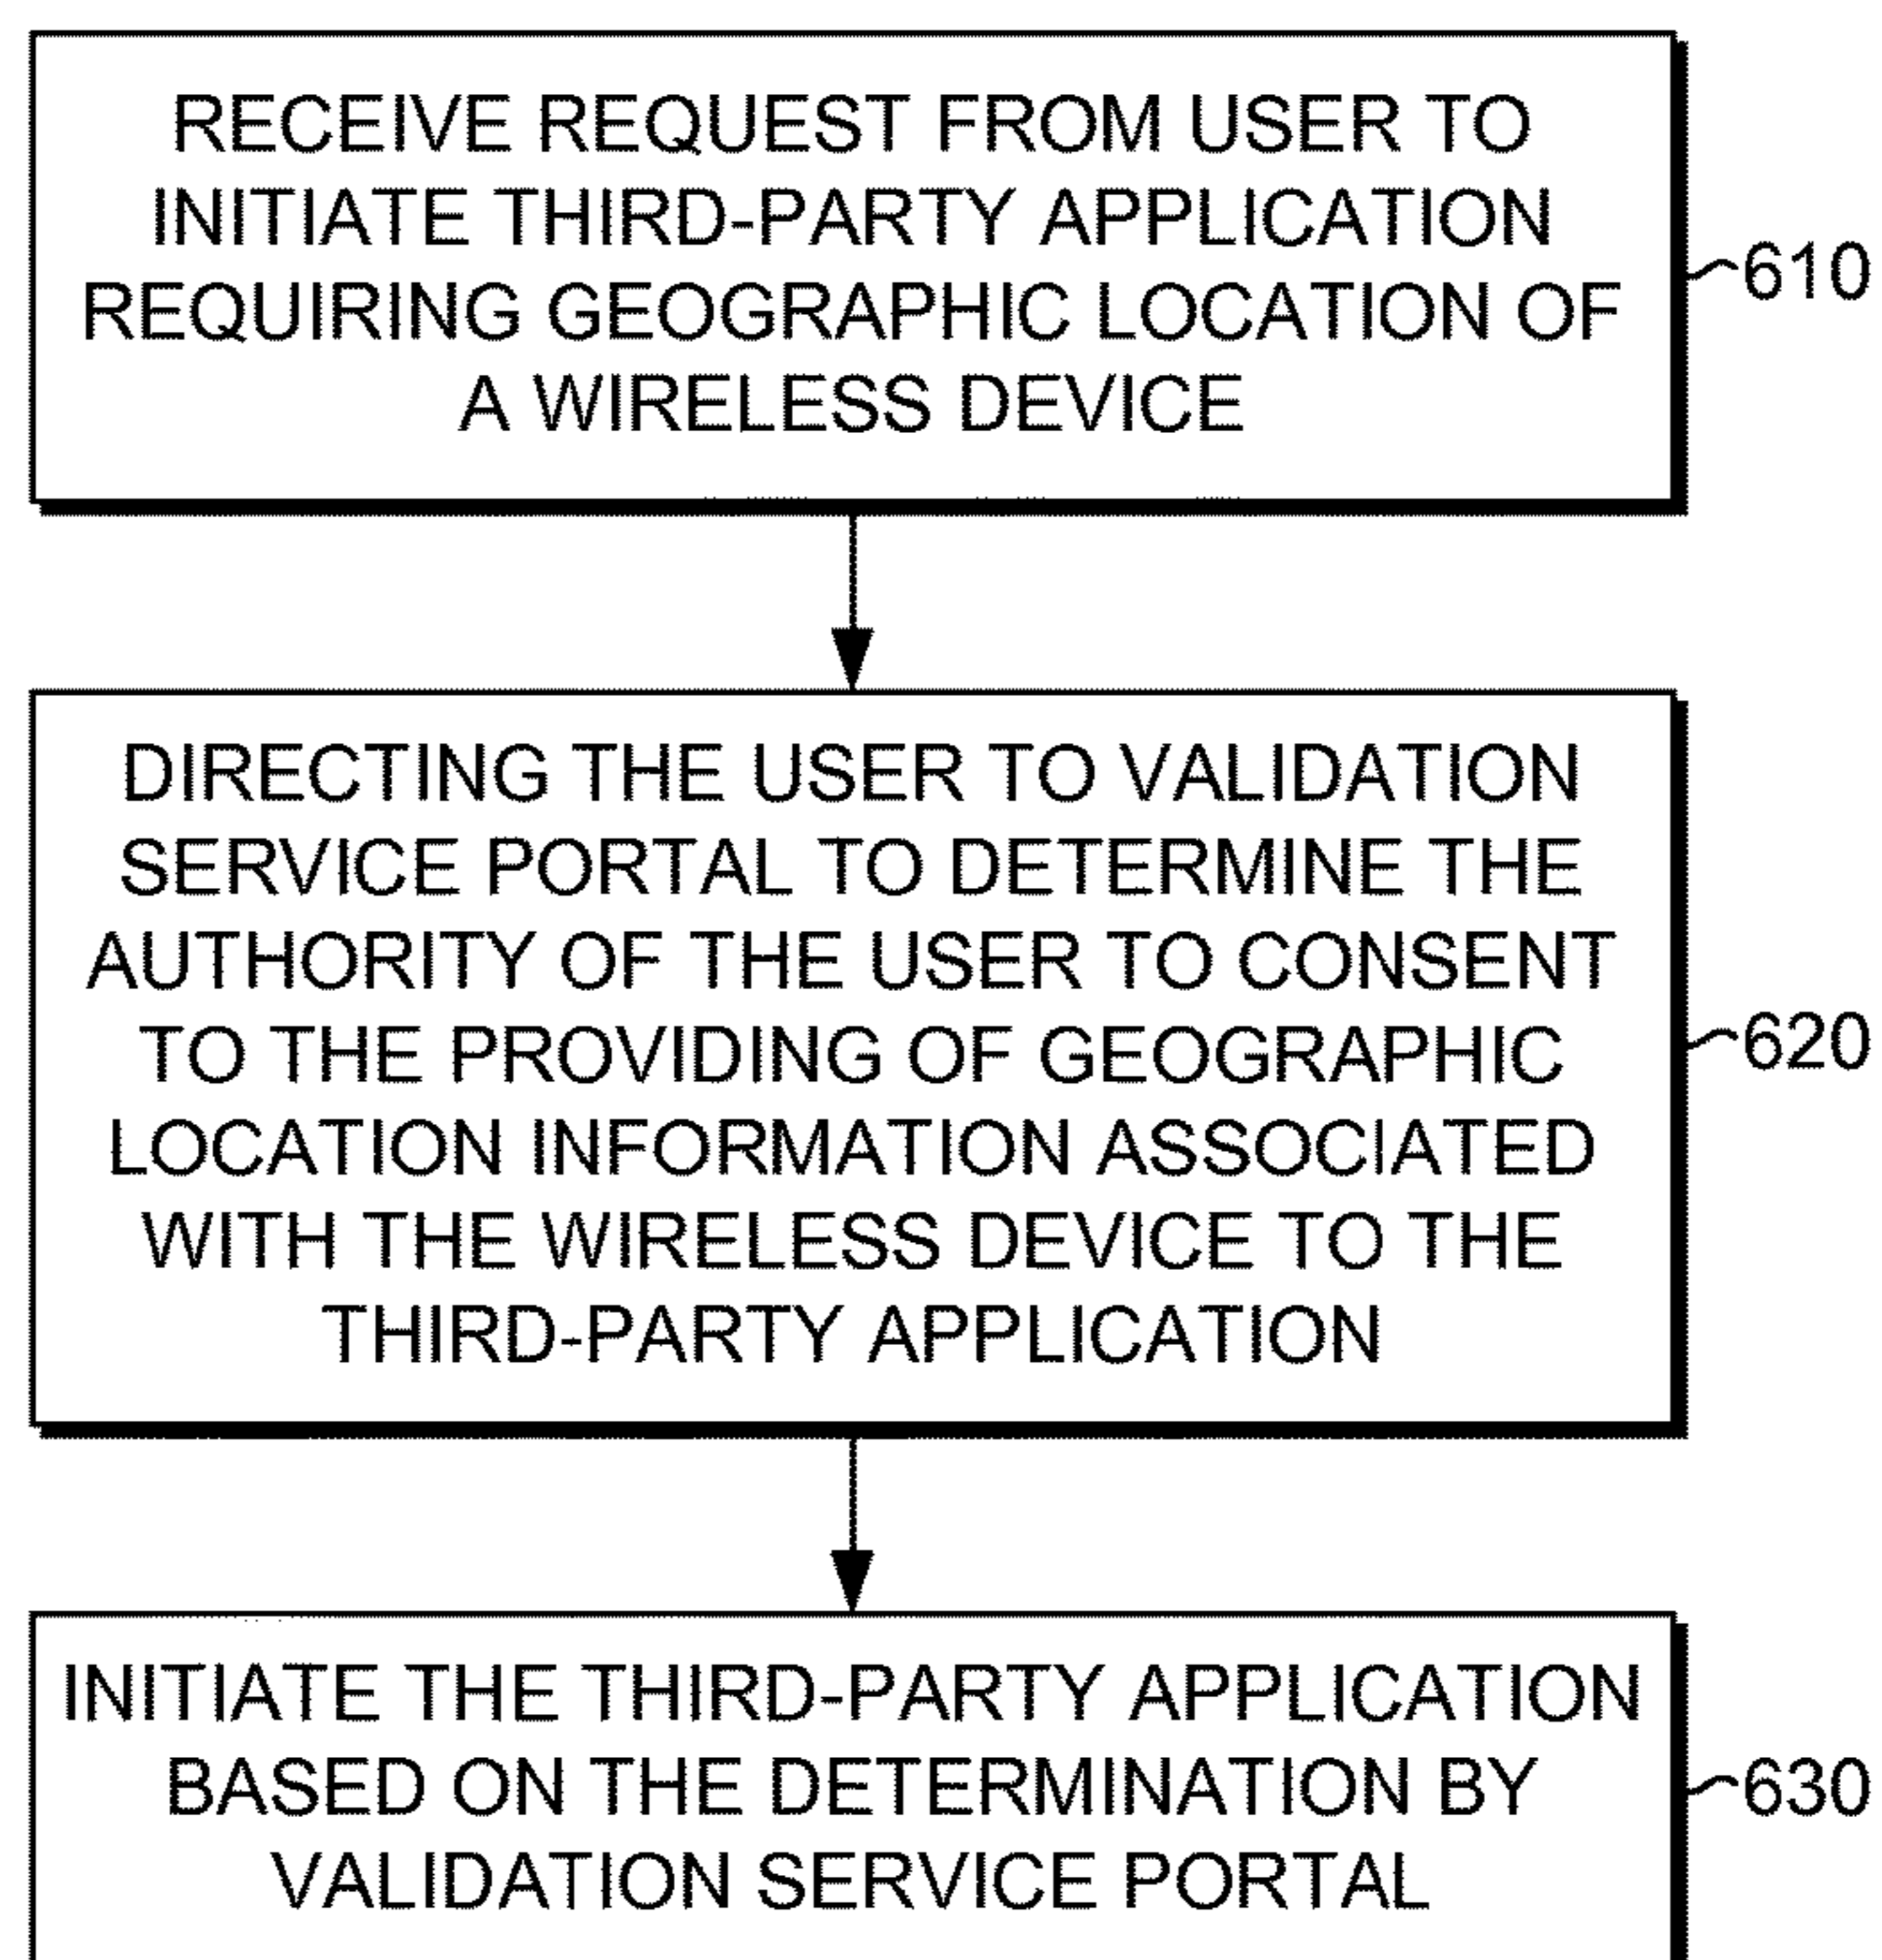 RECEIVE REQUEST FROM USER TO
INITIATE THIRD-PARTY APPLICATION
REQUIRING GEOGRAPHIC LOCATION OF
A WIRELESS DEVICE
610
DIRECTING THE USER TO VALIDATION
SERVICE PORTAL TO DETERMINE THE
AUTHORITY OF THE USER TO CONSENT
TO THE PROVIDING OF GEOGRAPHIC
LOCATION INFORMATION ASSOCIATED
WITH THE WIRELESS DEVICE TO THE
THIRD-PARTY APPLICATION
620
INITIATE THE THIRD-PARTY APPLICATION
BASED ON THE DETERMINATION BY
VALIDATION SERVICE PORTAL
630